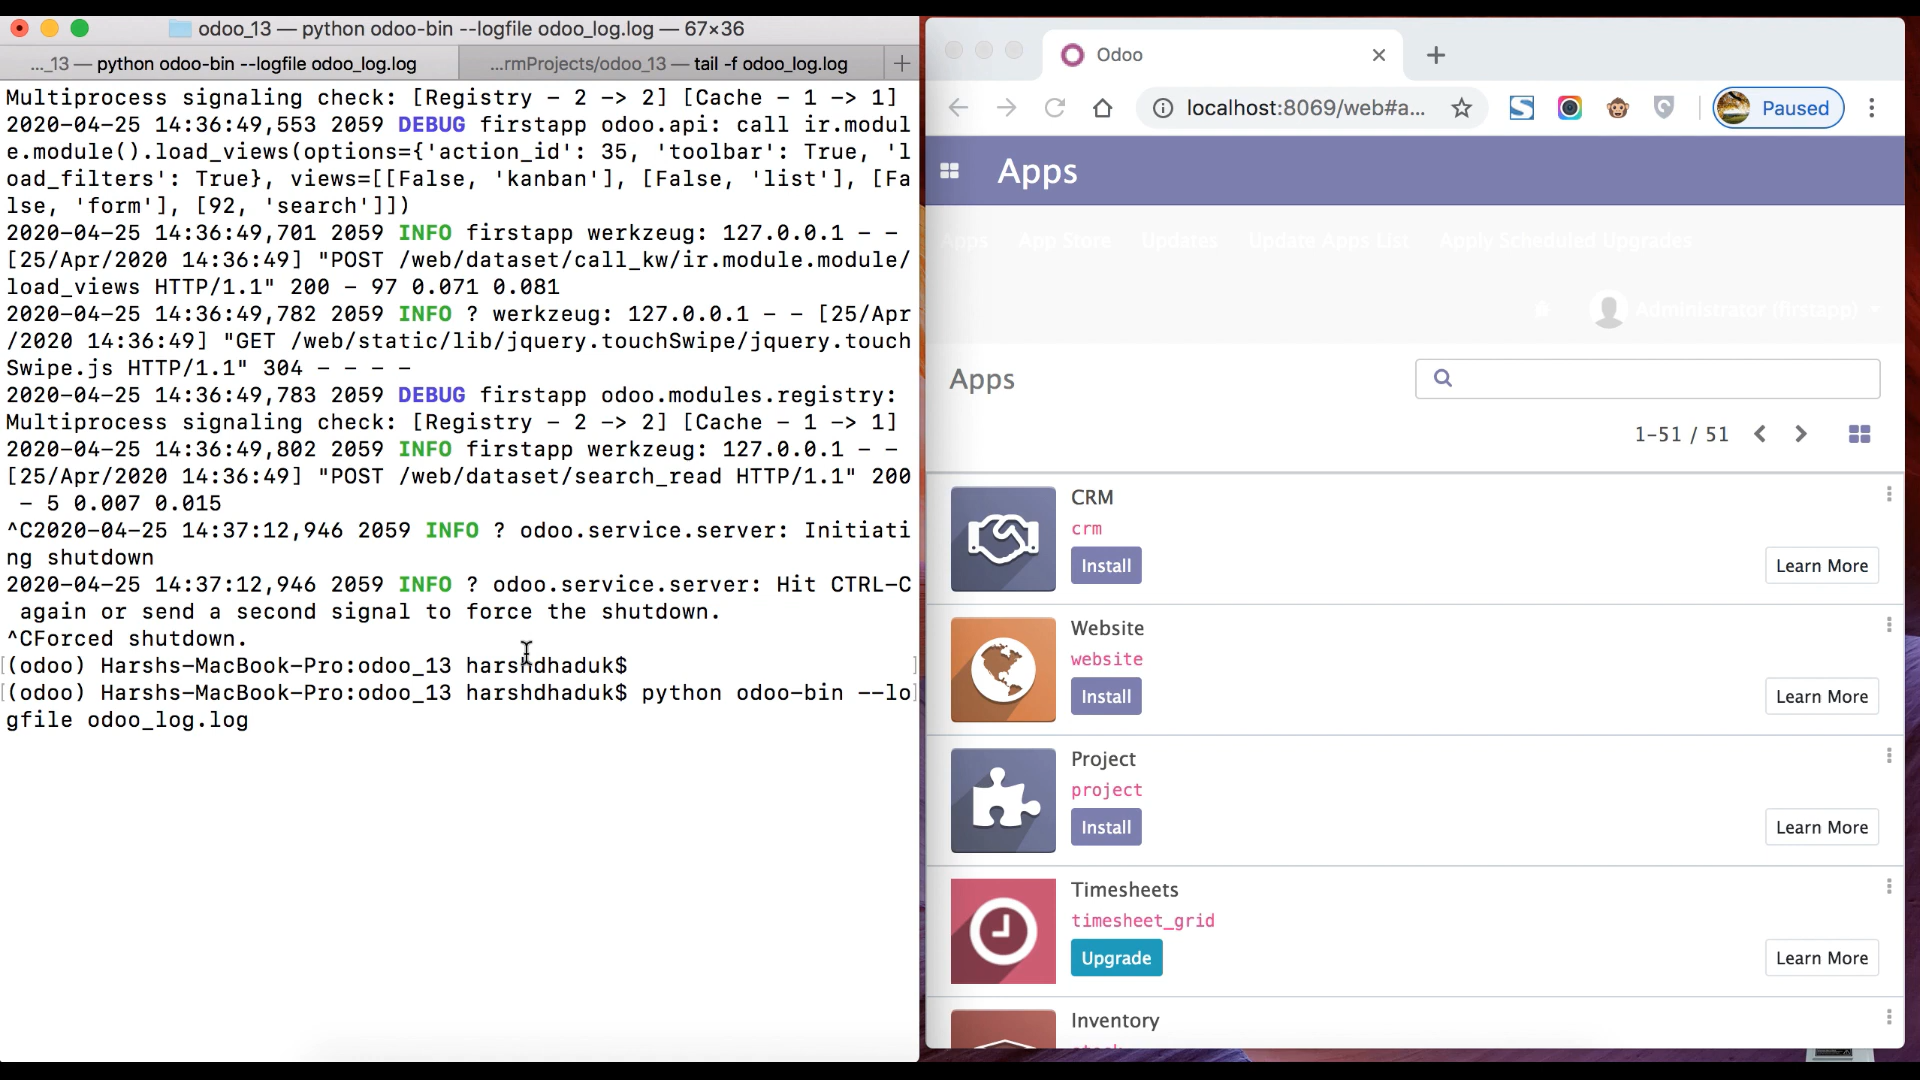 odoo_13 — python odoo-bin --logfile odoo_log.log — 67×36
..._13 — python odoo-bin --logfile odoo_log.log
...rmProjects/odoo_13 — tail -f odoo_log.log
Multiprocess signaling check: [Registry - 2 -> 2] [Cache - 1 -> 1]
2020-04-25 14:36:49,553 2059 DEBUG firstapp odoo.api: call ir.modul
e.module().load_views(options={'action_id': 35, 'toolbar': True, 'l
oad_filters': True}, views=[[False, 'kanban'], [False, 'list'], [Fa
lse, 'form'], [92, 'search']])
2020-04-25 14:36:49,701 2059 INFO firstapp werkzeug: 127.0.0.1 - -
[25/Apr/2020 14:36:49] "POST /web/dataset/call_kw/ir.module.module/
load_views HTTP/1.1" 200 - 97 0.071 0.081
2020-04-25 14:36:49,782 2059 INFO ? werkzeug: 127.0.0.1 - - [25/Apr
/2020 14:36:49] "GET /web/static/lib/jquery.touchSwipe/jquery.touch
Swipe.js HTTP/1.1" 304 - - - -
2020-04-25 14:36:49,783 2059 DEBUG firstapp odoo.modules.registry:
Multiprocess signaling check: [Registry - 2 -> 2] [Cache - 1 -> 1]
2020-04-25 14:36:49,802 2059 INFO firstapp werkzeug: 127.0.0.1 - -
[25/Apr/2020 14:36:49] "POST /web/dataset/search_read HTTP/1.1" 200
- 5 0.007 0.015
^C2020-04-25 14:37:12,946 2059 INFO ? odoo.service.server: Initiati
ng shutdown
2020-04-25 14:37:12,946 2059 INFO ? odoo.service.server: Hit CTRL-C
again or send a second signal to force the shutdown.
^CForced shutdown.
[(odoo) Harshs-MacBook-Pro:odoo_13 harshdhaduk$ ]
[(odoo) Harshs-MacBook-Pro:odoo_13 harshdhaduk$ python odoo-bin --lo]
gfile odoo_log.log
Odoo
localhost:8069/web#a...
Paused
Apps
Apps App Store Updates Update Apps List Apply Scheduled Upgrades
Administrator (firstapp)
Apps
1-51 / 51
CRM
crm
Install
Learn More
Website
website
Install
Learn More
Project
project
Install
Learn More
Timesheets
timesheet_grid
Upgrade
Learn More
Inventory